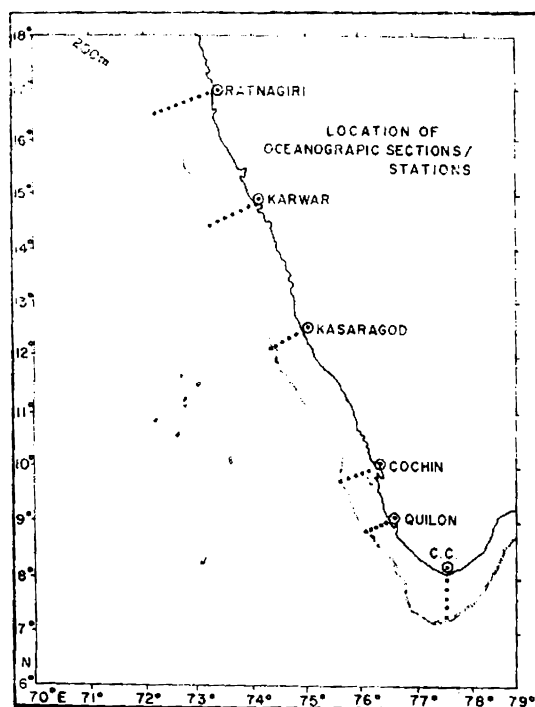 18°
200m
17°
RATNAGIRI
LOCATION OF
OCEANOGRAPIC SECTIONS/
STATIONS
16°
15°
KARWAR
14°
13°
KASARAGOD
12°
11°
10°
COCHIN
9°
QUILON
C.C.
8°
7°
N
6°
70°E 71° 72° 73° 74° 75° 76° 77° 78° 79°